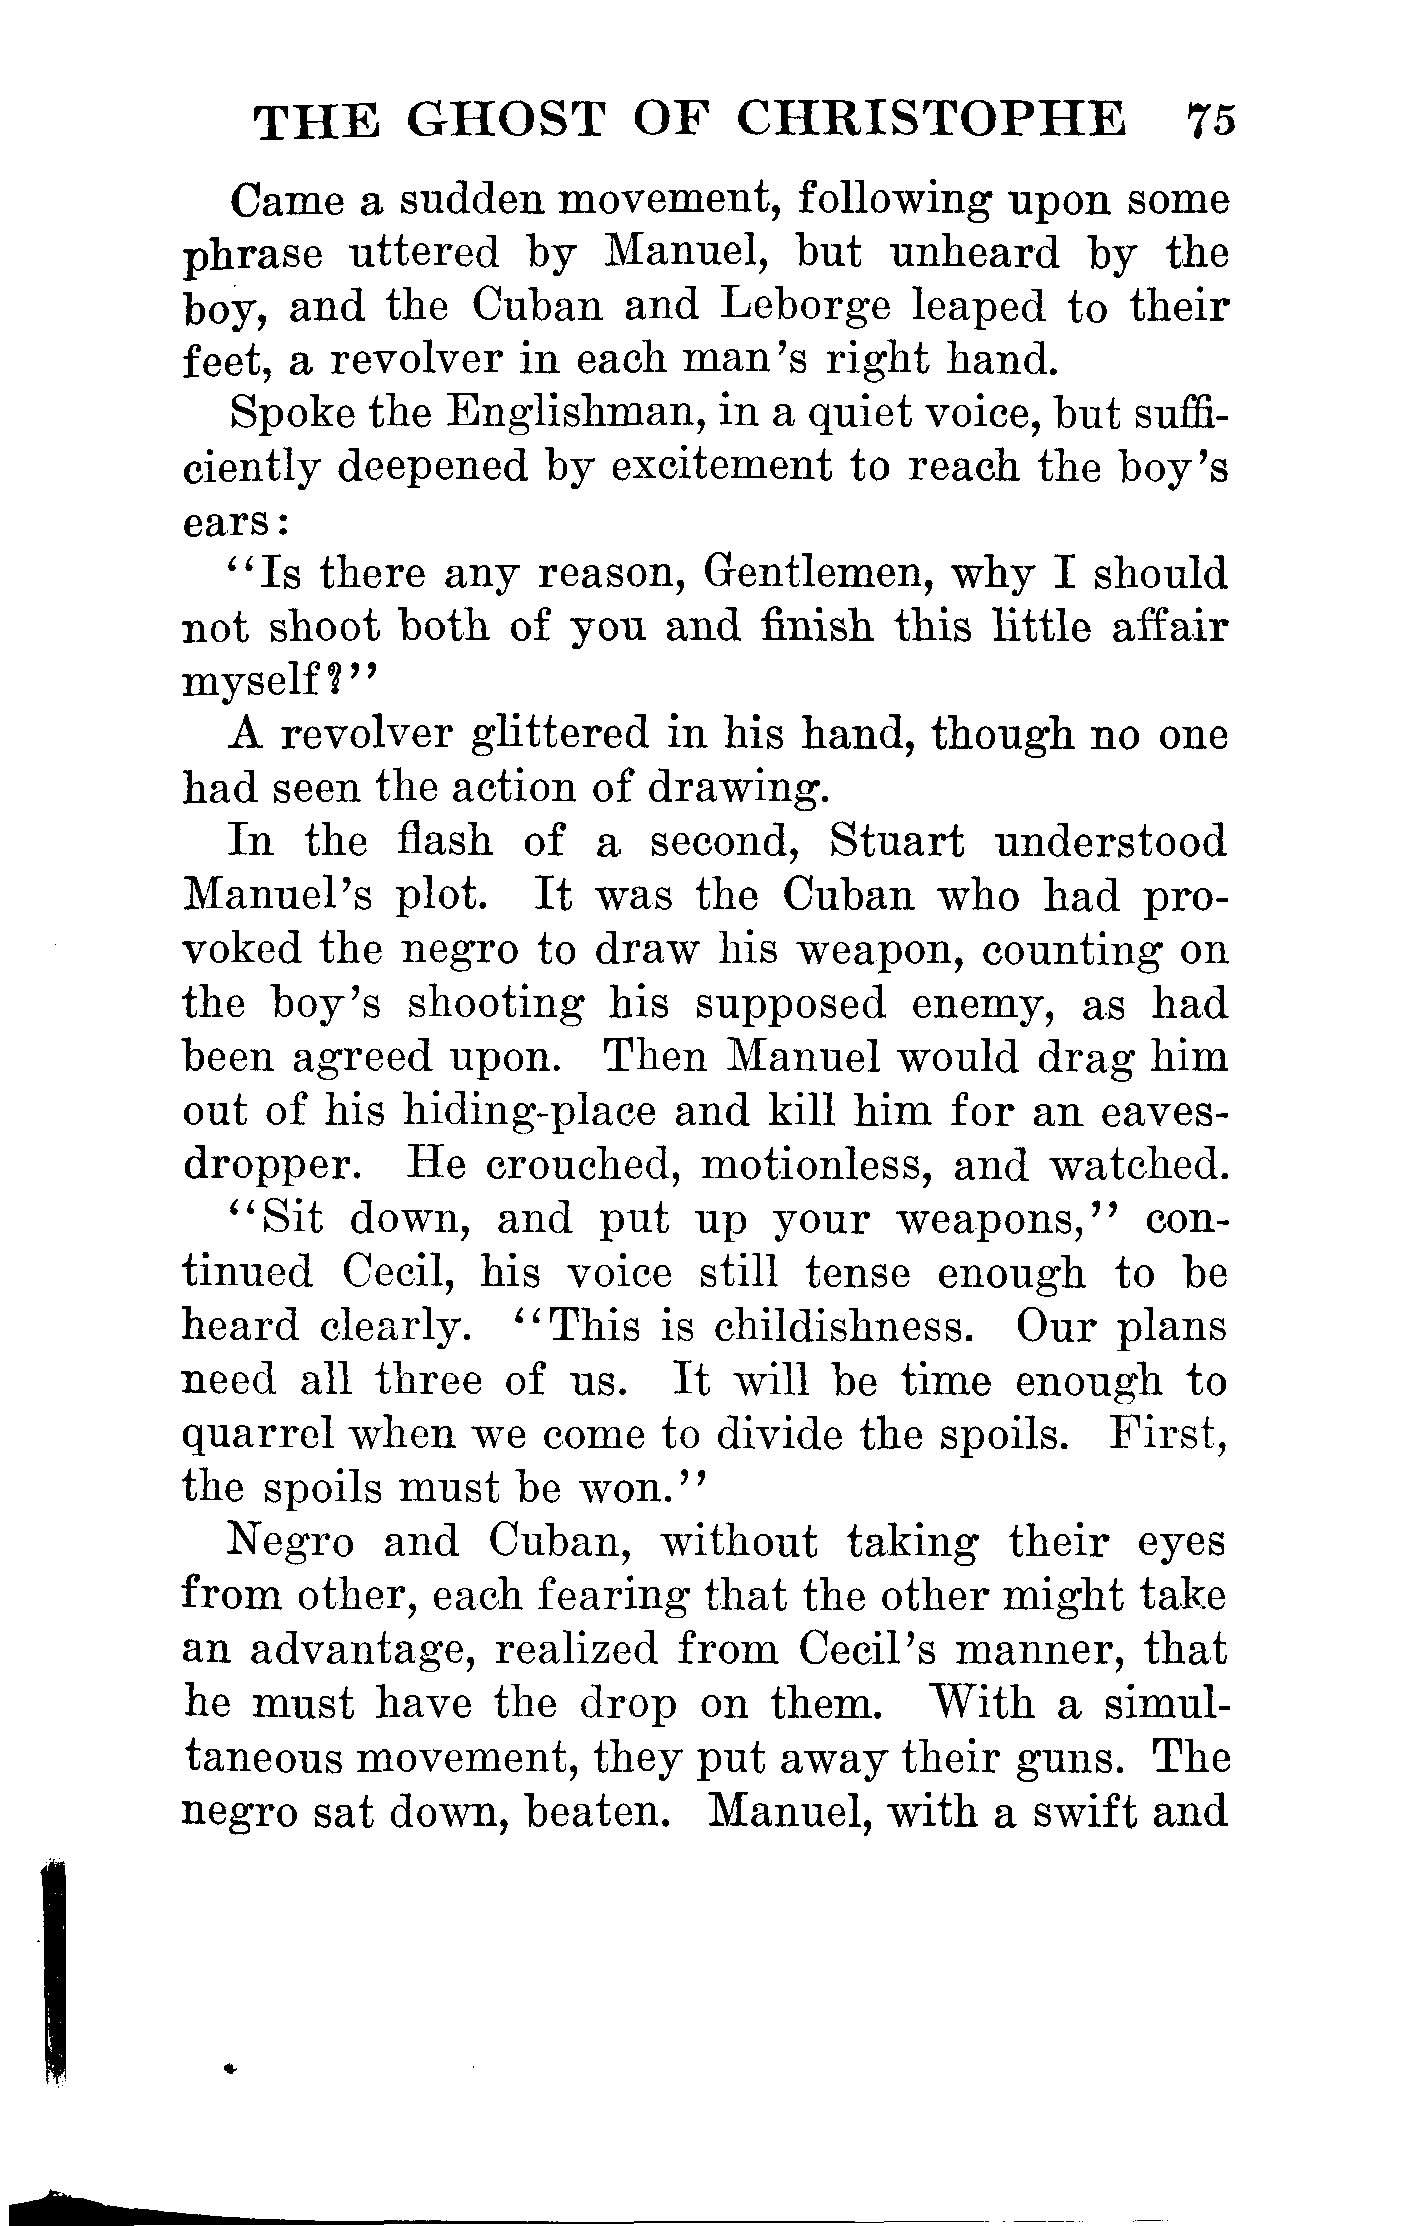 THE GHOST OF CHRISTOPHE 75
Came a sudden movement, following upon some
phrase uttered by Manuel, but unheard by the
boy, and the Cuban and Leborge leaped to their
feet, a revolver in each man's right hand.
Spoke the Englishman, in a quiet voice, but suffi-
ciently deepened by excitement to reach the boy's
ears:
"Is there any reason, Gentlemen, why I should
not shoot both of you and finish this little affair
myself?"
A revolver glittered in his hand, though no one
had seen the action of drawing.
In the flash of a second, Stuart understood
Manuel's plot. It was the Cuban who had pro-
voked the negro to draw his weapon, counting on
the boy's shooting his supposed enemy, as had
been agreed upon. Then Manuel would drag him
out of his hiding-place and kill him for an eaves-
dropper. He crouched, motionless, and watched.
"Sit down, and put up your weapons," con-
tinued Cecil, his voice still tense enough to be
heard clearly. "This is childishness. Our plans
need all three of us. It will be time enough to
quarrel when we come to divide the spoils. First,
the spoils must be won."
Negro and Cuban, without taking their eyes
from other, each fearing that the other might take
an advantage, realized from Cecil's manner, that
he must have the drop on them. With a simul-
taneous movement, they put away their guns. The
negro sat down, beaten. Manuel, with a swift and